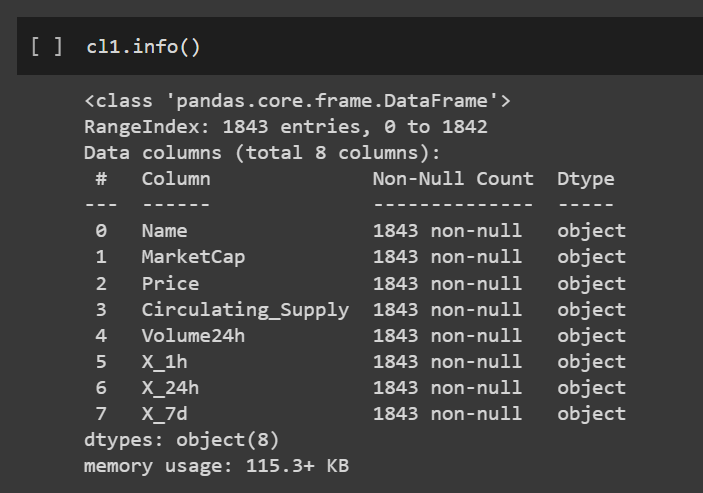 [ ] cl1.info()
<class 'pandas.core.frame.DataFrame'>
RangeIndex: 1843 entries, 0 to 1842
Data columns (total 8 columns):
 #   Column              Non-Null Count  Dtype
---  ------              --------------  -----
 0   Name                1843 non-null   object
 1   MarketCap           1843 non-null   object
 2   Price               1843 non-null   object
 3   Circulating_Supply  1843 non-null   object
 4   Volume24h           1843 non-null   object
 5   X_1h                1843 non-null   object
 6   X_24h               1843 non-null   object
 7   X_7d                1843 non-null   object
dtypes: object(8)
memory usage: 115.3+ KB